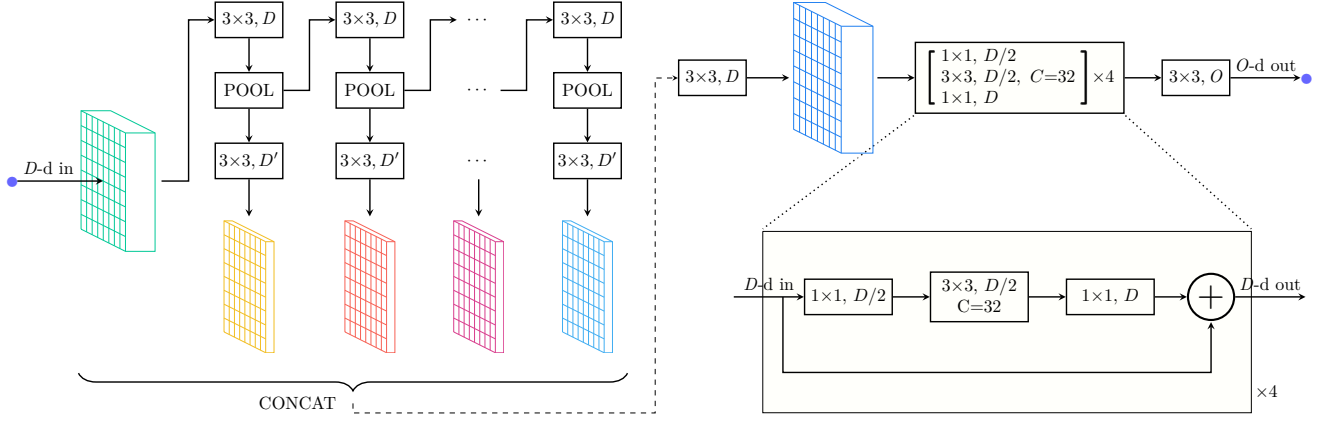 D-d in
3×3, D
3×3, D
···
3×3, D
POOL
POOL
···
POOL
3×3, D′
3×3, D′
···
3×3, D′
CONCAT
3×3, D
1×1, D/2
3×3, D/2, C=32
1×1, D
×4
3×3, O
O-d out
D-d in
1×1, D/2
3×3, D/2
C=32
1×1, D
+
D-d out
×4